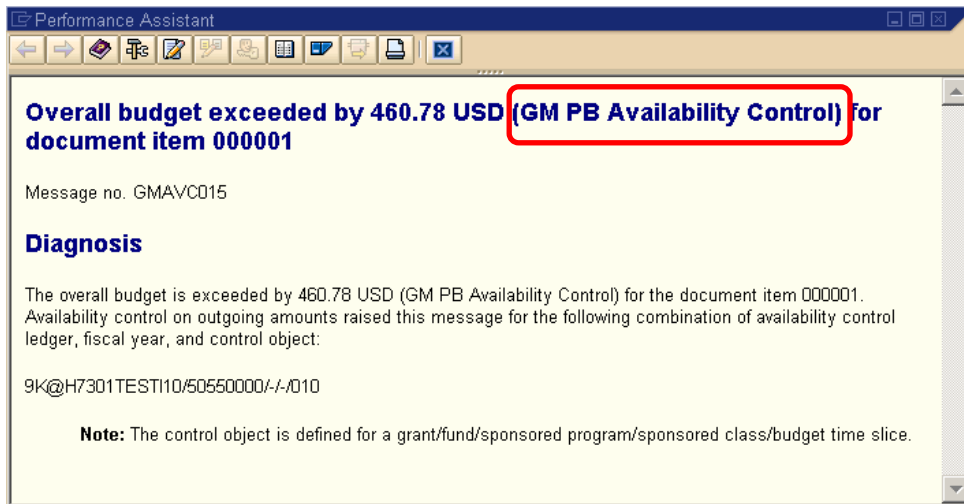 Performance Assistant
Overall budget exceeded by 460.78 USD (GM PB Availability Control) for
document item 000001
Message no. GMAVC015
Diagnosis
The overall budget is exceeded by 460.78 USD (GM PB Availability Control) for the document item 000001.
Availability control on outgoing amounts raised this message for the following combination of availability control
ledger, fiscal year, and control object:
9K@H7301TESTI10/50550000/-/-/010
Note: The control object is defined for a grant/fund/sponsored program/sponsored class/budget time slice.